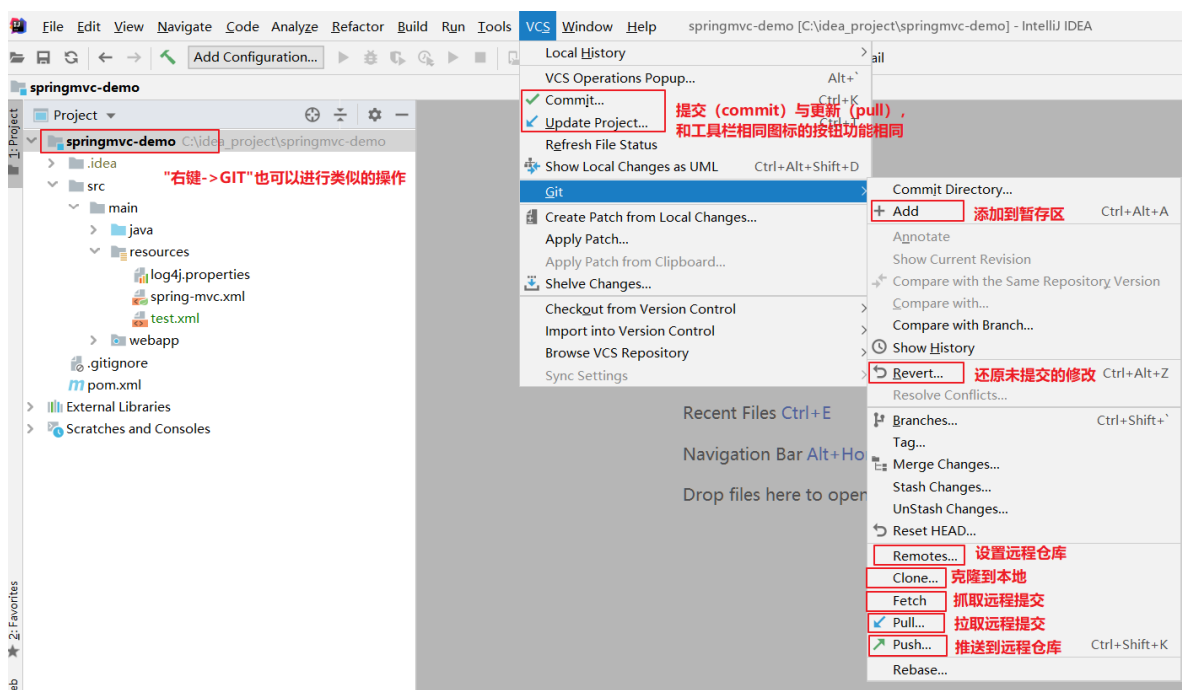 File Edit View Navigate Code Analyze Refactor Build Run Tools VCS Window Help springmvc-demo [C:\idea_project\springmvc-demo] - IntelliJ IDEA
Add Configuration...
springmvc-demo
1: Project
Project
springmvc-demo C:\idea_project\springmvc-demo
.idea
"右键->GIT"也可以进行类似的操作
src
main
java
resources
log4j.properties
spring-mvc.xml
test.xml
webapp
.gitignore
pom.xml
External Libraries
Scratches and Consoles
2: Favorites
Local History
VCS Operations Popup... Alt+`
Commit... Ctrl+K
Update Project... Ctrl+T
提交（commit）与更新（pull），
和工具栏相同图标的按钮功能相同
Refresh File Status
Show Local Changes as UML Ctrl+Alt+Shift+D
Git
Create Patch from Local Changes...
Apply Patch...
Apply Patch from Clipboard...
Shelve Changes...
Checkout from Version Control
Import into Version Control
Browse VCS Repository
Sync Settings
Recent Files Ctrl+E
Navigation Bar Alt+Ho
Drop files here to open
Commit Directory...
Add 添加到暂存区 Ctrl+Alt+A
Annotate
Show Current Revision
Compare with the Same Repository Version
Compare with...
Compare with Branch...
Show History
Revert... 还原未提交的修改 Ctrl+Alt+Z
Resolve Conflicts...
Branches... Ctrl+Shift+`
Tag...
Merge Changes...
Stash Changes...
UnStash Changes...
Reset HEAD...
Remotes... 设置远程仓库
Clone... 克隆到本地
Fetch 抓取远程提交
Pull... 拉取远程提交
Push... 推送到远程仓库 Ctrl+Shift+K
Rebase...